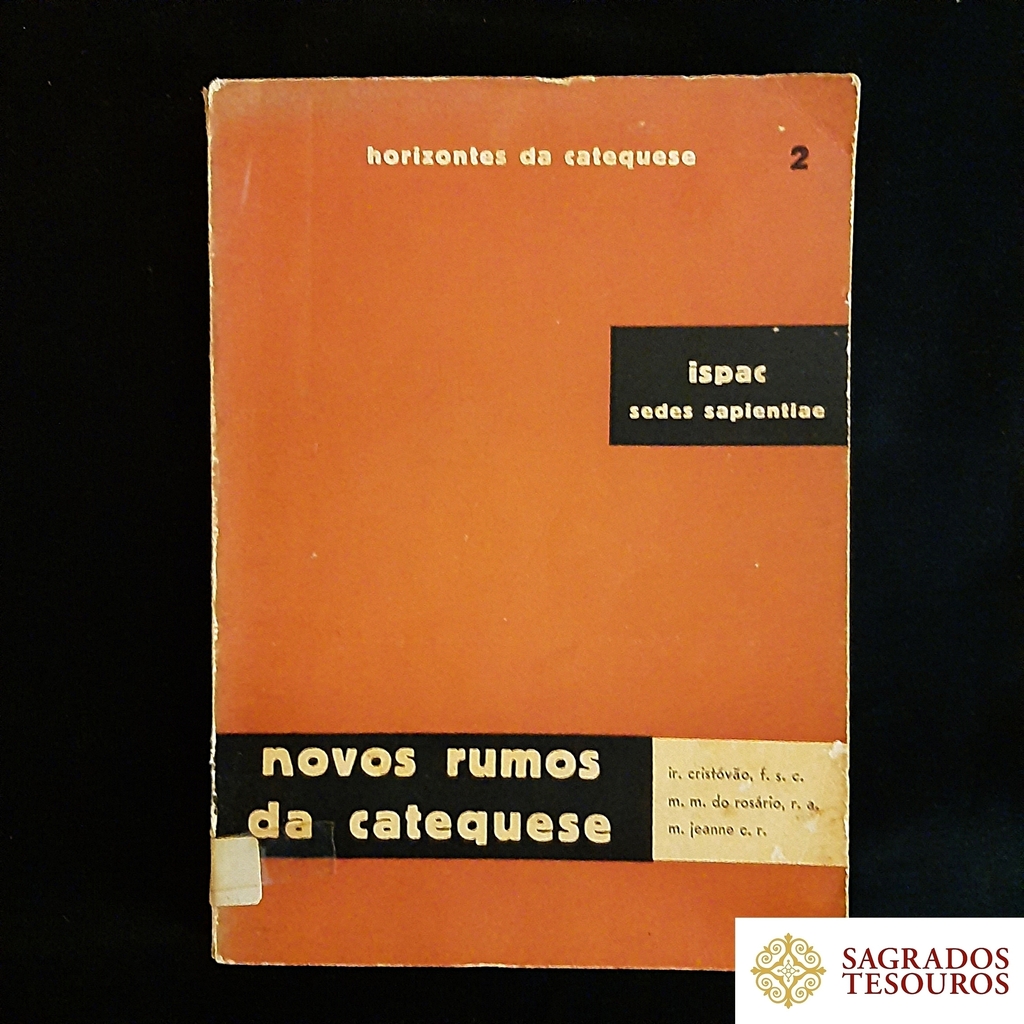 horizontes da catequese 2
ispac
sedes sapientiae
novos rumos
da catequese
ir. cristóvão, f. s. c.
m. m. do rosário, r. a.
m. jeanne c. r.
SAGRADOS
TESOUROS